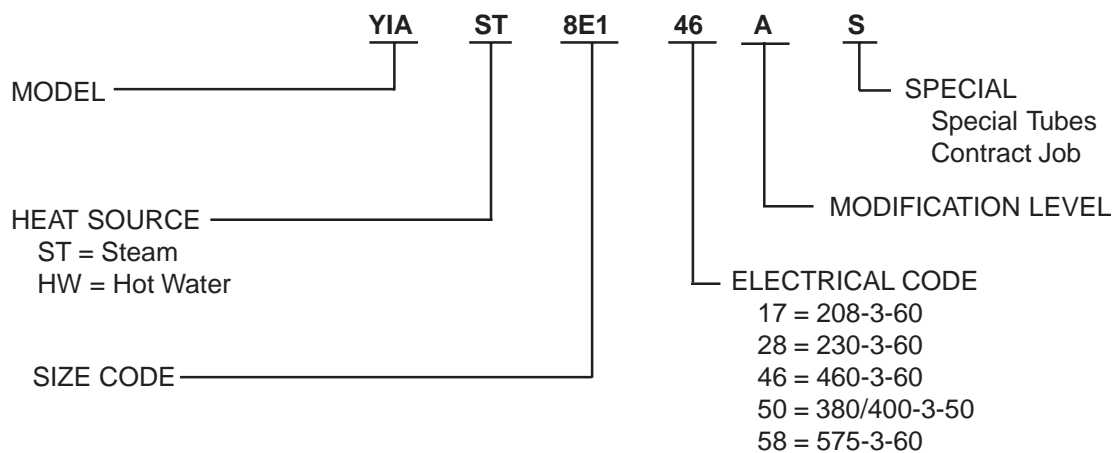 YIA ST 8E1 46 A S
MODEL
SPECIAL
Special Tubes
Contract Job
HEAT SOURCE
ST = Steam
HW = Hot Water
MODIFICATION LEVEL
ELECTRICAL CODE
17 = 208-3-60
28 = 230-3-60
46 = 460-3-60
50 = 380/400-3-50
58 = 575-3-60
SIZE CODE